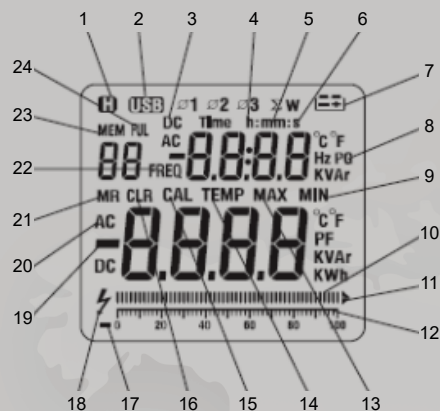 1 2 3 4 5 6
24 7
H USB ⌀1 ⌀2 ⌀3 ΣW
23 MEM PUL DC Time h:mm:s
AC °C °F 8
88 FREQ -8.8:8.8 Hz PΦ
22 KVAr
MR CLR CAL TEMP MAX MIN 9
21 AC °C °F 10
20 -8.8.8.8 PF 11
DC KVAr
19 KWh 12
0 20 40 60 80 100
18 17 16 15 14 13